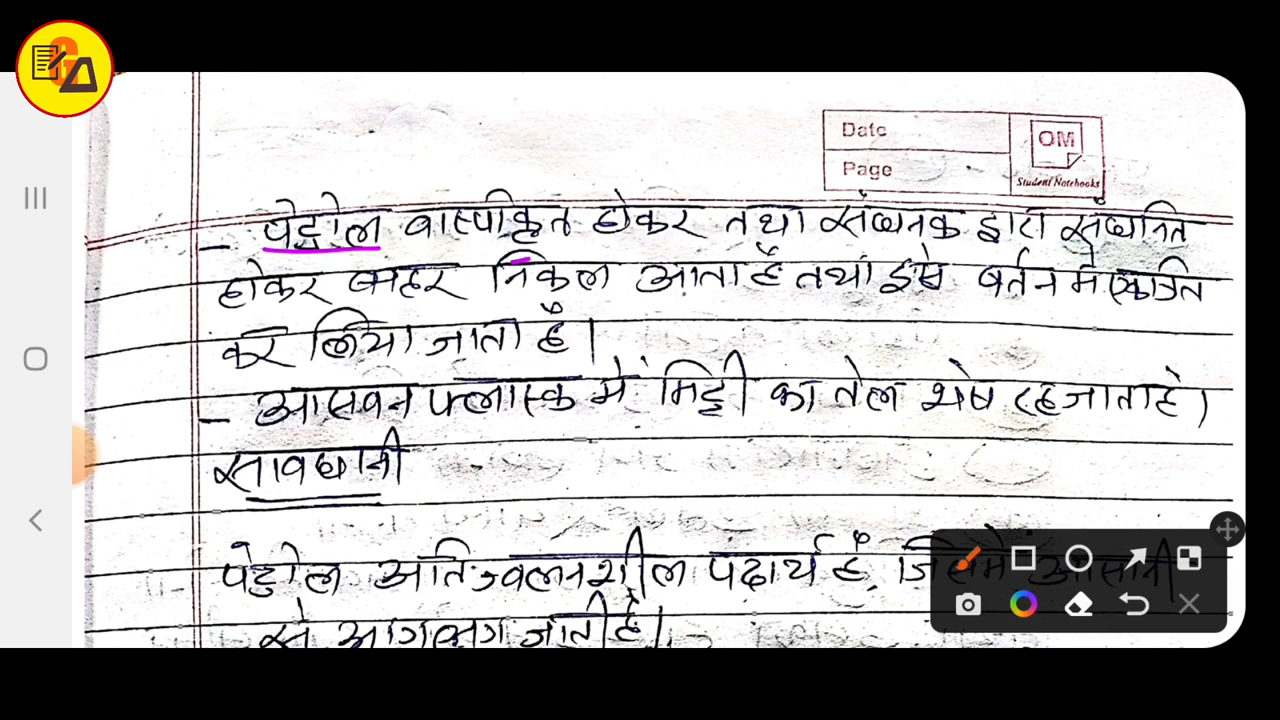 Date
OM
Page
Student Notebooks
- पेट्रोल वास्पीकृत होकर तथा संघनक द्वारा संघनित
होकर बाहर निकल आता है तथा इसे बर्तन मे एकत्रित
कर लिया जाता है।
- आसवन फ्लास्क में मिट्टी का तेल शेष रह जाता है।
सावधानी
पेट्रोल अति ज्वलनशील पदार्थ है, जिसमे आसानी
से आग लग जाती है।